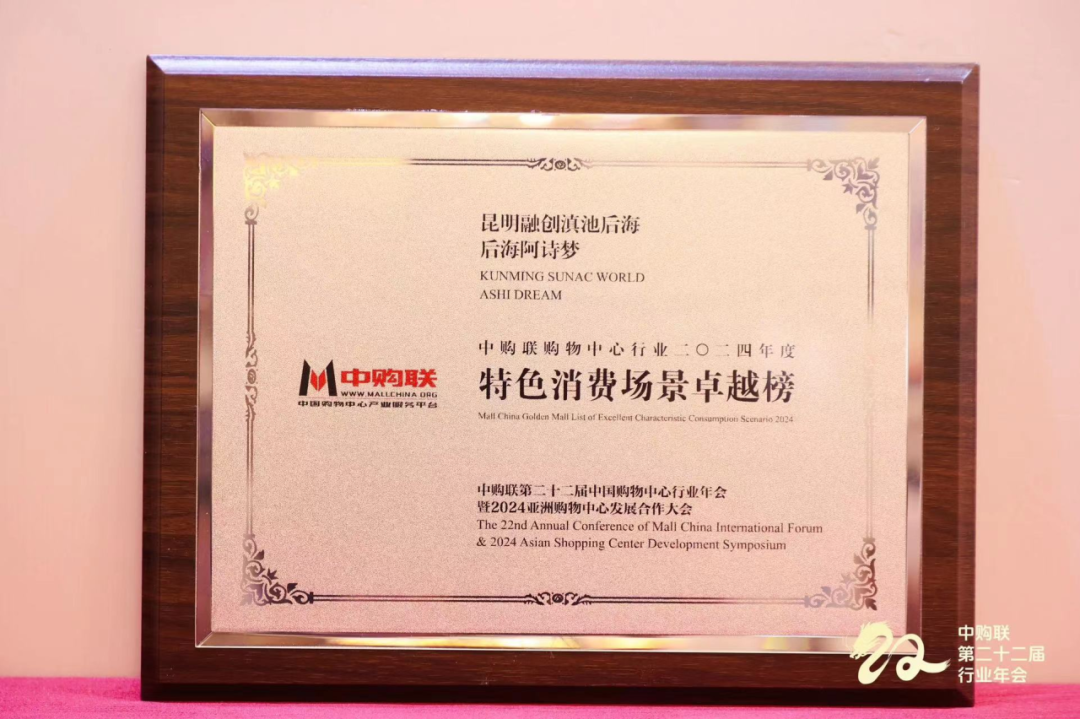 昆明融创滇池后海
后海阿诗梦
KUNMING SUNAC WORLD
ASHI DREAM
中购联
WWW.MALLCHINA.ORG
中国购物中心产业服务平台
中购联购物中心行业二〇二四年度
特色消费场景卓越榜
Mall China Golden Mall List of Excellent Characteristic Consumption Scenario 2024
中购联第二十二届中国购物中心行业年会
暨2024亚洲购物中心发展合作大会
The 22nd Annual Conference of Mall China International Forum
& 2024 Asian Shopping Center Development Symposium
中购联
第二十二届
行业年会